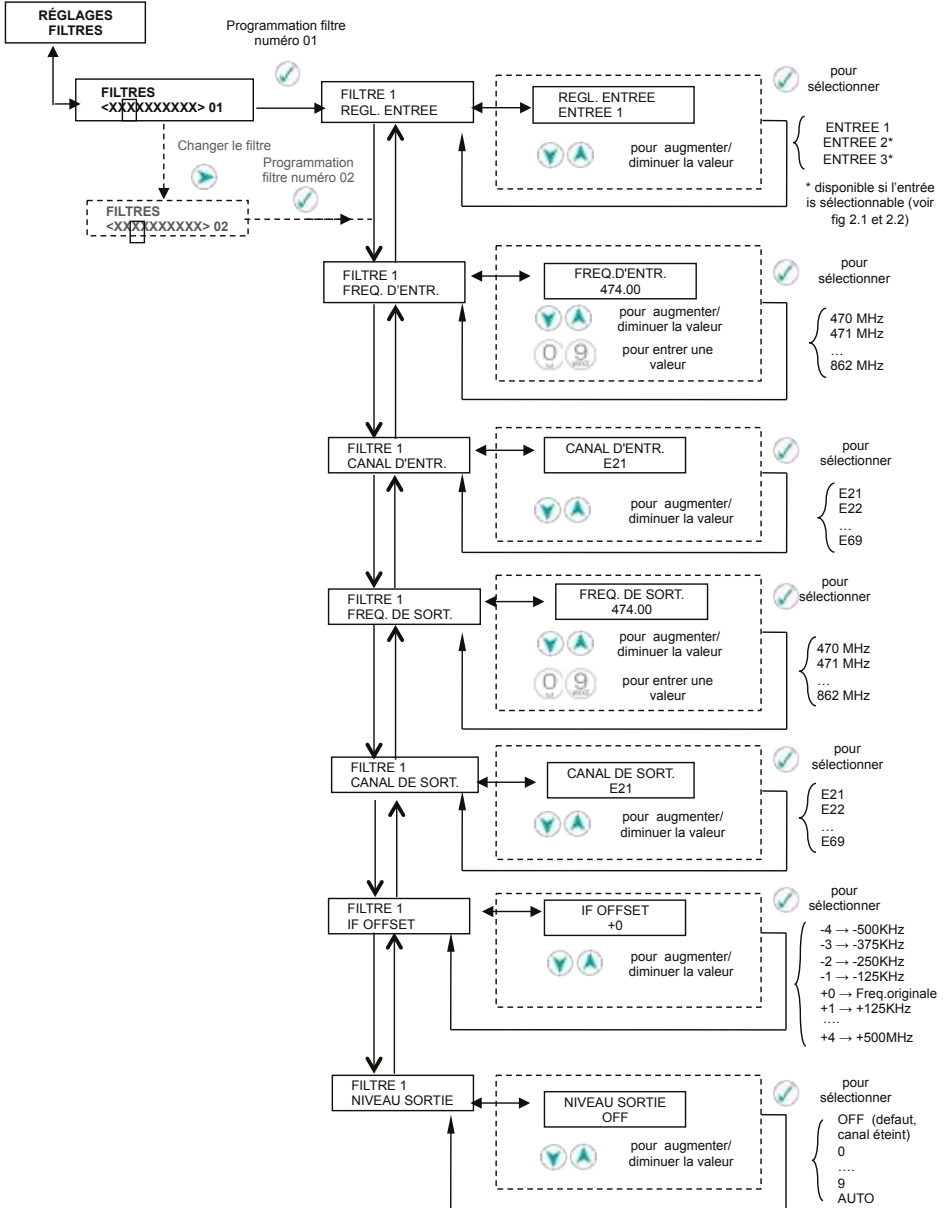 RÉGLAGES
FILTRES
Programmation filtre
numéro 01
FILTRES
<XXXXXXXXXX> 01
Changer le filtre
Programmation
filtre numéro 02
FILTRES
<XXXXXXXXXX> 02
FILTRE 1
REGL. ENTREE
REGL. ENTREE
ENTREE 1
pour augmenter/
diminuer la valeur
pour
sélectionner
ENTREE 1
ENTREE 2*
ENTREE 3*
* disponible si l'entrée
is sélectionnable (voir
fig 2.1 et 2.2)
FILTRE 1
FREQ. D'ENTR.
FREQ.D'ENTR.
474.00
pour augmenter/
diminuer la valeur
0 9
pour entrer une
valeur
pour
sélectionner
470 MHz
471 MHz
...
862 MHz
FILTRE 1
CANAL D'ENTR.
CANAL D'ENTR.
E21
pour augmenter/
diminuer la valeur
pour
sélectionner
E21
E22
...
E69
FILTRE 1
FREQ. DE SORT.
FREQ. DE SORT.
474.00
pour augmenter/
diminuer la valeur
0 9
pour entrer une
valeur
pour
sélectionner
470 MHz
471 MHz
...
862 MHz
FILTRE 1
CANAL DE SORT.
CANAL DE SORT.
E21
pour augmenter/
diminuer la valeur
pour
sélectionner
E21
E22
...
E69
FILTRE 1
IF OFFSET
IF OFFSET
+0
pour augmenter/
diminuer la valeur
pour
sélectionner
-4 → -500KHz
-3 → -375KHz
-2 → -250KHz
-1 → -125KHz
+0 → Freq.originale
+1 → +125KHz
....
+4 → +500MHz
FILTRE 1
NIVEAU SORTIE
NIVEAU SORTIE
OFF
pour augmenter/
diminuer la valeur
pour
sélectionner
OFF (defaut,
canal éteint)
0
....
9
AUTO